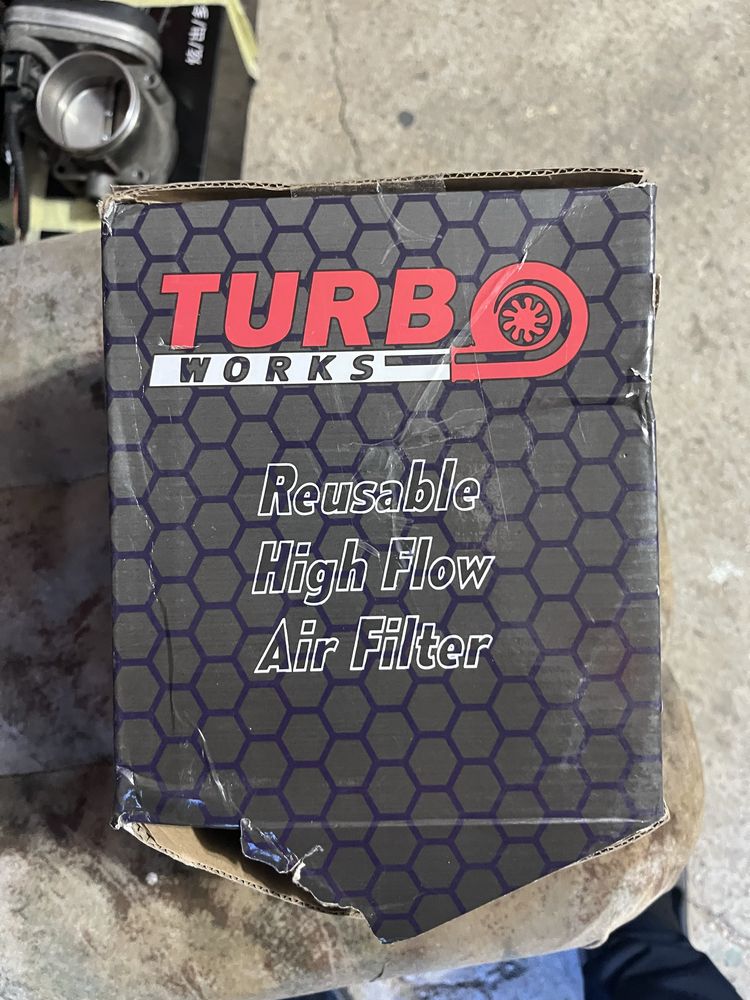 TURBO
WORKS
Reusable
High Flow
Air Filter